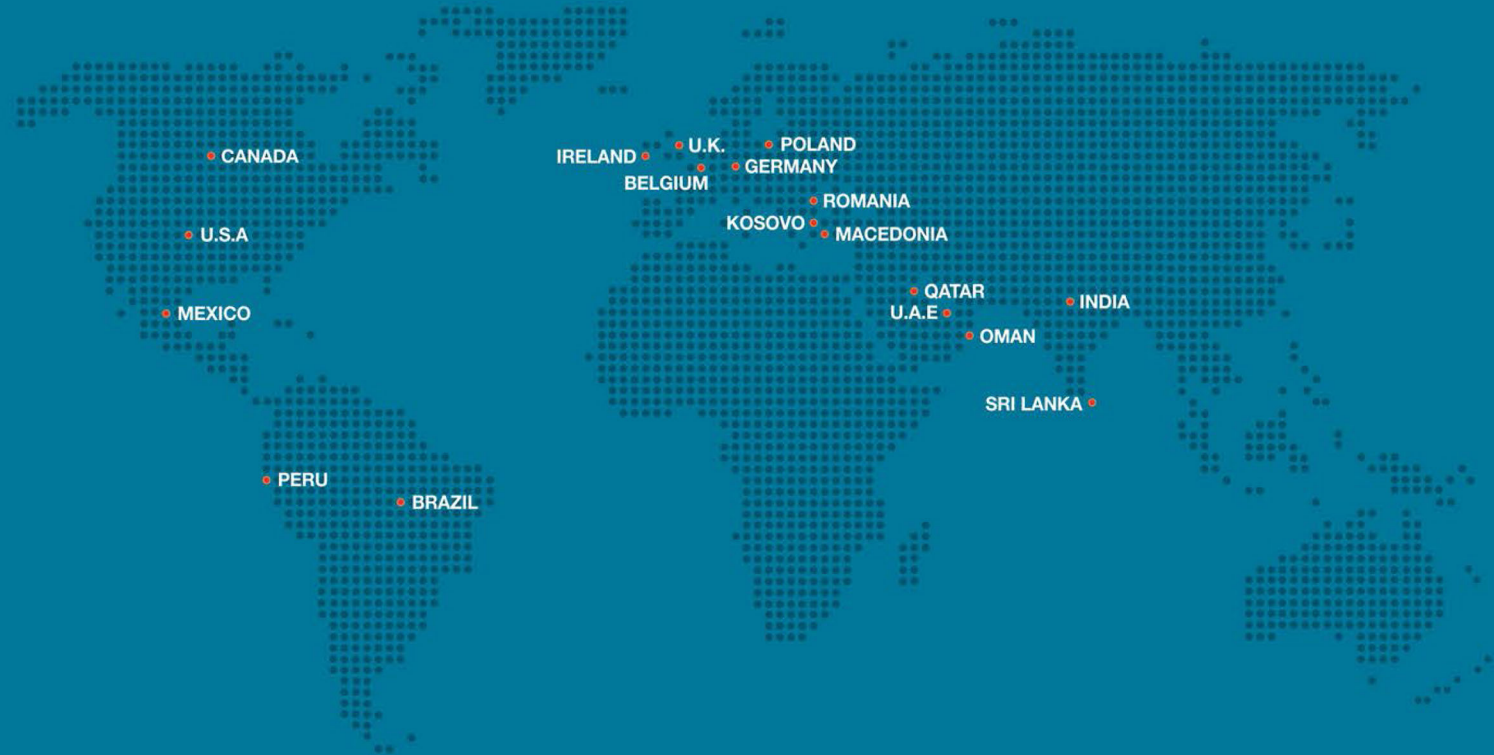 U.K.
POLAND
IRELAND
CANADA
GERMANY
BELGIUM
ROMANIA
KOSOVO
MACEDONIA
U.S.A
QATAR
INDIA
U.A.E
MEXICO
OMAN
SRI LANKA
PERU
BRAZIL